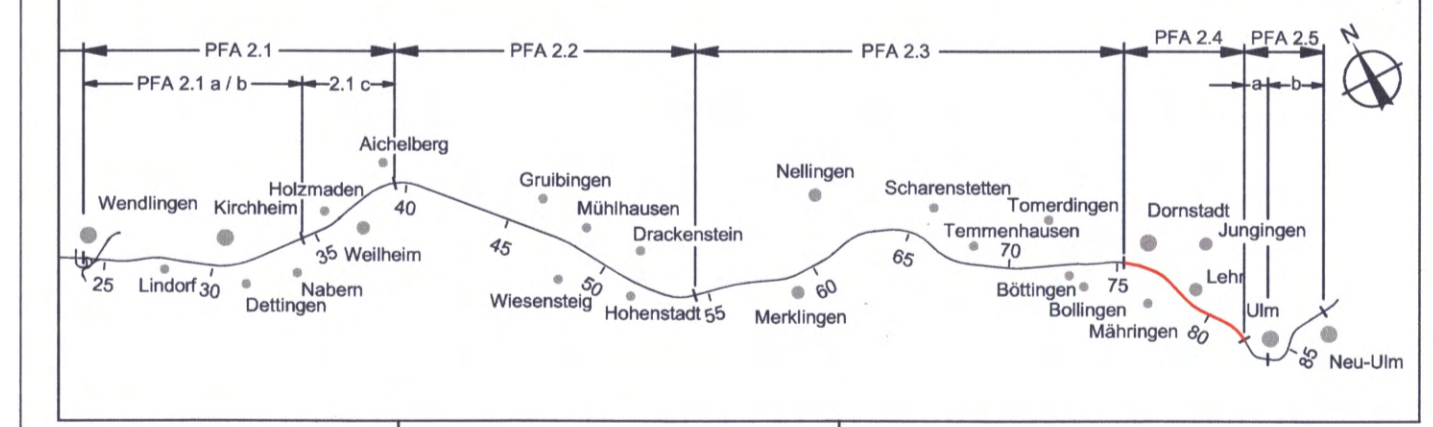 PFA 2.1
PFA 2.2
PFA 2.3
PFA 2.4
PFA 2.5
N
PFA 2.1 a / b
2.1 c
a
b
Aichelberg
Wendlingen
Kirchheim
Holzmaden
40
Gruibingen
Mühlhausen
Drackenstein
Nellingen
Scharenstetten
Temmenhausen
Tomerdingen
Dornstadt
Jungingen
25
Lindorf
30
Dettingen
Nabern
35
Weilheim
45
Wiesensteig
50
Hohenstadt
55
Merklingen
60
65
70
Böttingen
Bollingen
75
Mähringen
Lehr
80
Ulm
85
Neu-Ulm